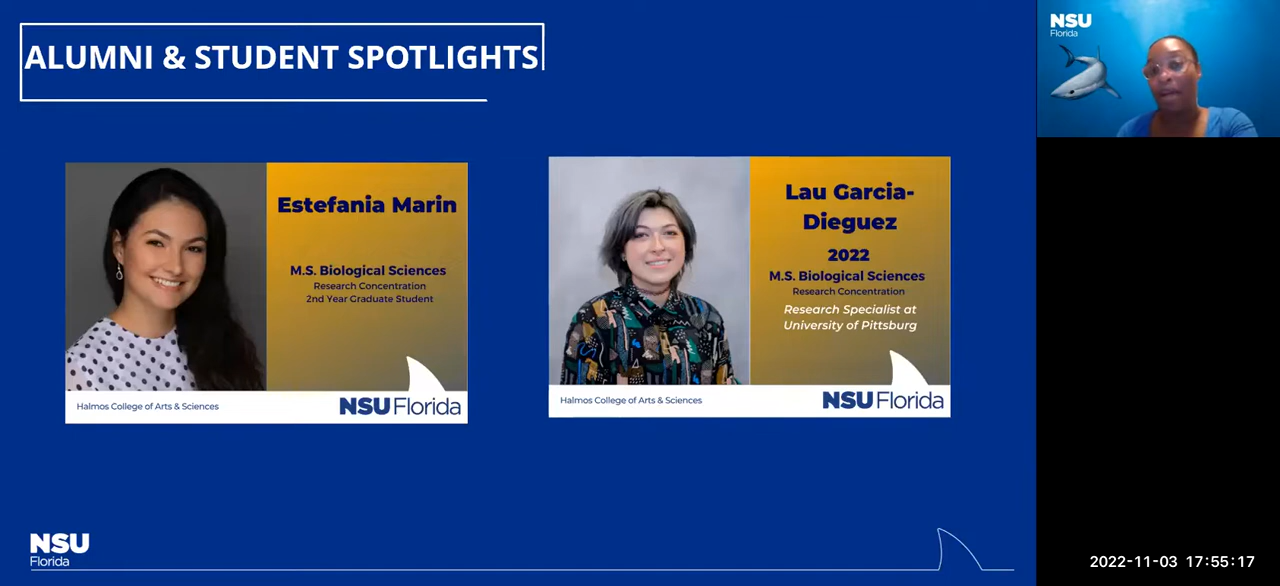 ALUMNI & STUDENT SPOTLIGHTS
Estefania Marin
M.S. Biological Sciences
Research Concentration
2nd Year Graduate Student
Halmos College of Arts & Sciences
NSU Florida
Lau Garcia-
Dieguez
2022
M.S. Biological Sciences
Research Concentration
Research Specialist at
University of Pittsburg
Halmos College of Arts & Sciences
NSU Florida
NSU
Florida
NSU
Florida
2022-11-03 17:55:17